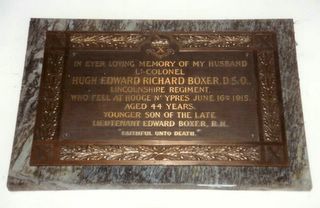 IN EVER LOVING MEMORY OF MY HUSBAND
LT-COLONEL
HUGH EDWARD RICHARD BOXER, D.S.O.,
LINCOLNSHIRE REGIMENT,
WHO FELL AT HOOGE Nʳ YPRES JUNE 16TH 1915,
AGED 44 YEARS.
YOUNGER SON OF THE LATE
LIEUTENANT EDWARD BOXER, R.N.
"FAITHFUL UNTO DEATH."